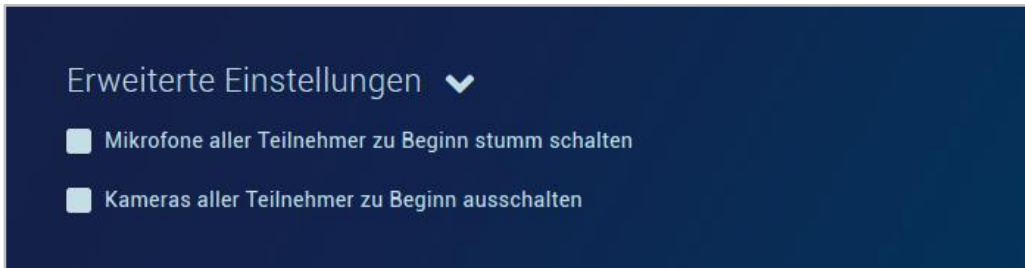 Erweiterte Einstellungen
Mikrofone aller Teilnehmer zu Beginn stumm schalten
Kameras aller Teilnehmer zu Beginn ausschalten